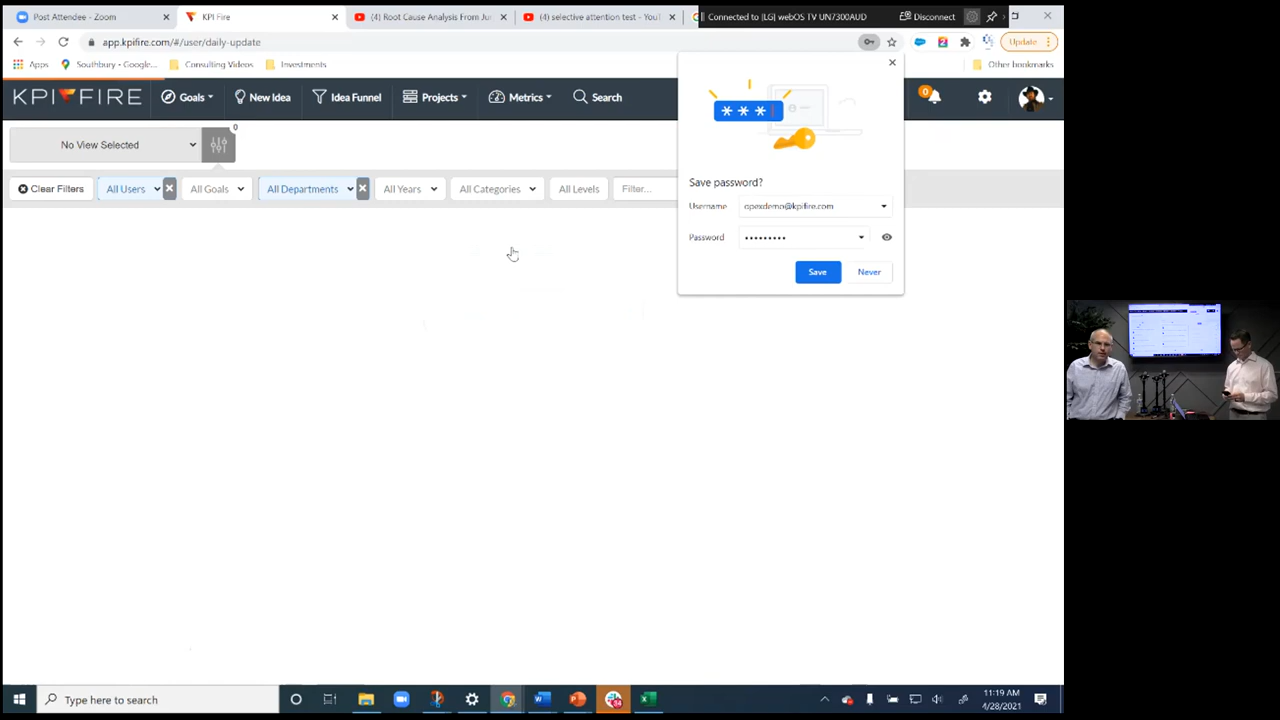 Post Attendee - Zoom
KPI Fire
(4) Root Cause Analysis From Jur
(4) selective attention test - YouT
Connected to [LG] webOS TV UN7300AUD
Disconnect
app.kpifire.com/#/user/daily-update
Update
Apps
Southbury - Google...
Consulting Videos
Investments
Other bookmarks
KPI FIRE
Goals
New Idea
Idea Funnel
Projects
Metrics
Search
0
No View Selected
0
Clear Filters
All Users
All Goals
All Departments
All Years
All Categories
All Levels
Filter...
***
Save password?
Username
apexdemo@kpifire.com
Password
•••••••••
Save
Never
Type here to search
11:19 AM
4/28/2021